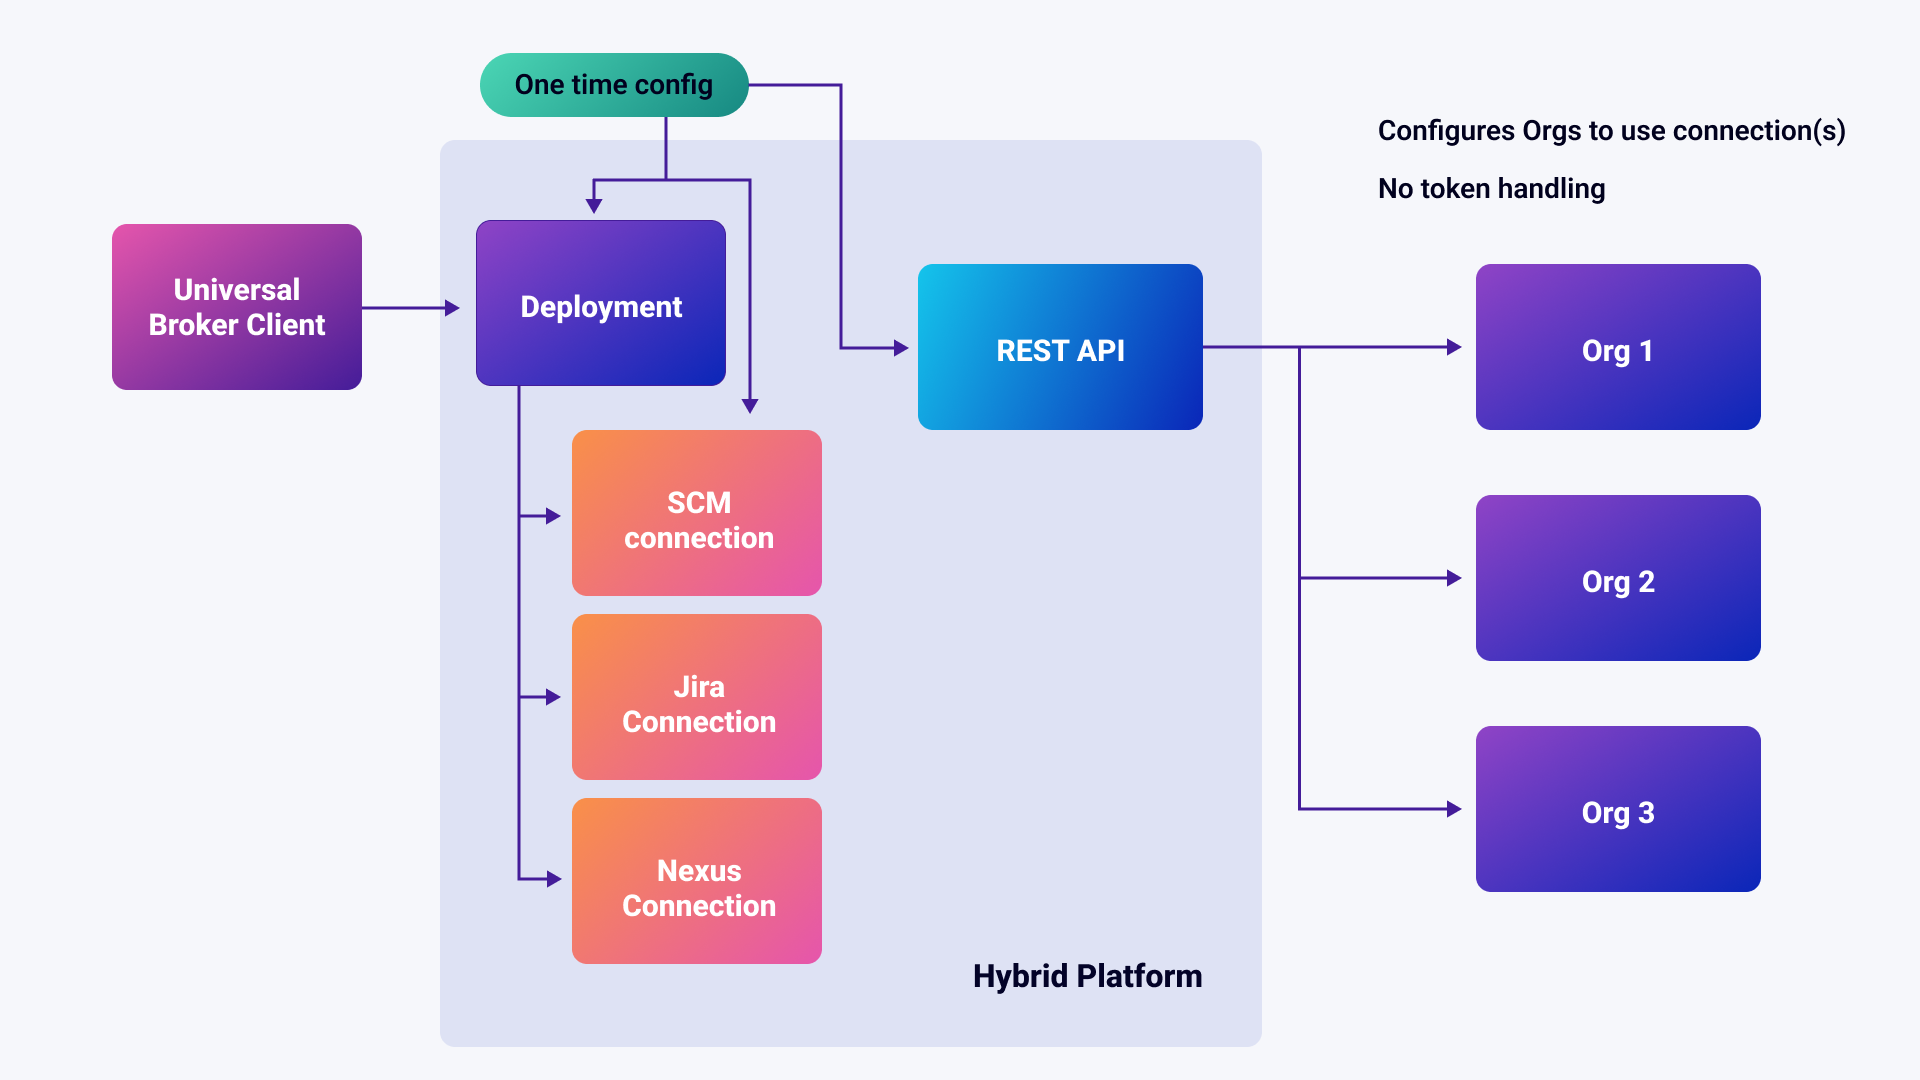 One time config
Configures Orgs to use connection(s)
No token handling
Universal
Broker Client
Deployment
REST API
Org 1
SCM
connection
Org 2
Jira
Connection
Org 3
Nexus
Connection
Hybrid Platform